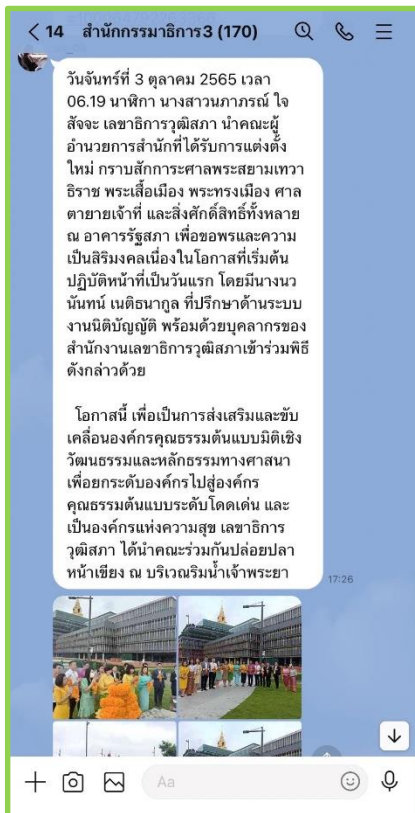 14 สำนักกรรมาธิการ3 (170)
วันจันทร์ที่ 3 ตุลาคม 2565 เวลา
06.19 นาฬิกา นางสาวนภาภรณ์ ใจ
สัจจะ เลขาธิการวุฒิสภา นำคณะผู้
อำนวยการสำนักที่ได้รับการแต่งตั้ง
ใหม่ กราบสักการะศาลพระสยามเทวา
ธิราช พระเสื้อเมือง พระทรงเมือง ศาล
ตายายเจ้าที่ และสิ่งศักดิ์สิทธิ์ทั้งหลาย
ณ อาคารรัฐสภา เพื่อขอพรและความ
เป็นสิริมงคลเนื่องในโอกาสที่เริ่มต้น
ปฏิบัติหน้าที่เป็นวันแรก โดยมีนางนว
นันทน์ เนติธนากูล ที่ปรึกษาด้านระบบ
งานนิติบัญญัติ พร้อมด้วยบุคลากรของ
สำนักงานเลขาธิการวุฒิสภาเข้าร่วมพิธี
ดังกล่าวด้วย
โอกาสนี้ เพื่อเป็นการส่งเสริมและขับ
เคลื่อนองค์กรคุณธรรมต้นแบบมิติเชิง
วัฒนธรรมและหลักธรรมทางศาสนา
เพื่อยกระดับองค์กรไปสู่องค์กร
คุณธรรมต้นแบบระดับโดดเด่น และ
เป็นองค์กรแห่งความสุข เลขาธิการ
วุฒิสภา ได้นำคณะร่วมกันปล่อยปลา
หน้าเขียง ณ บริเวณริมน้ำเจ้าพระยา
17:26
Aa